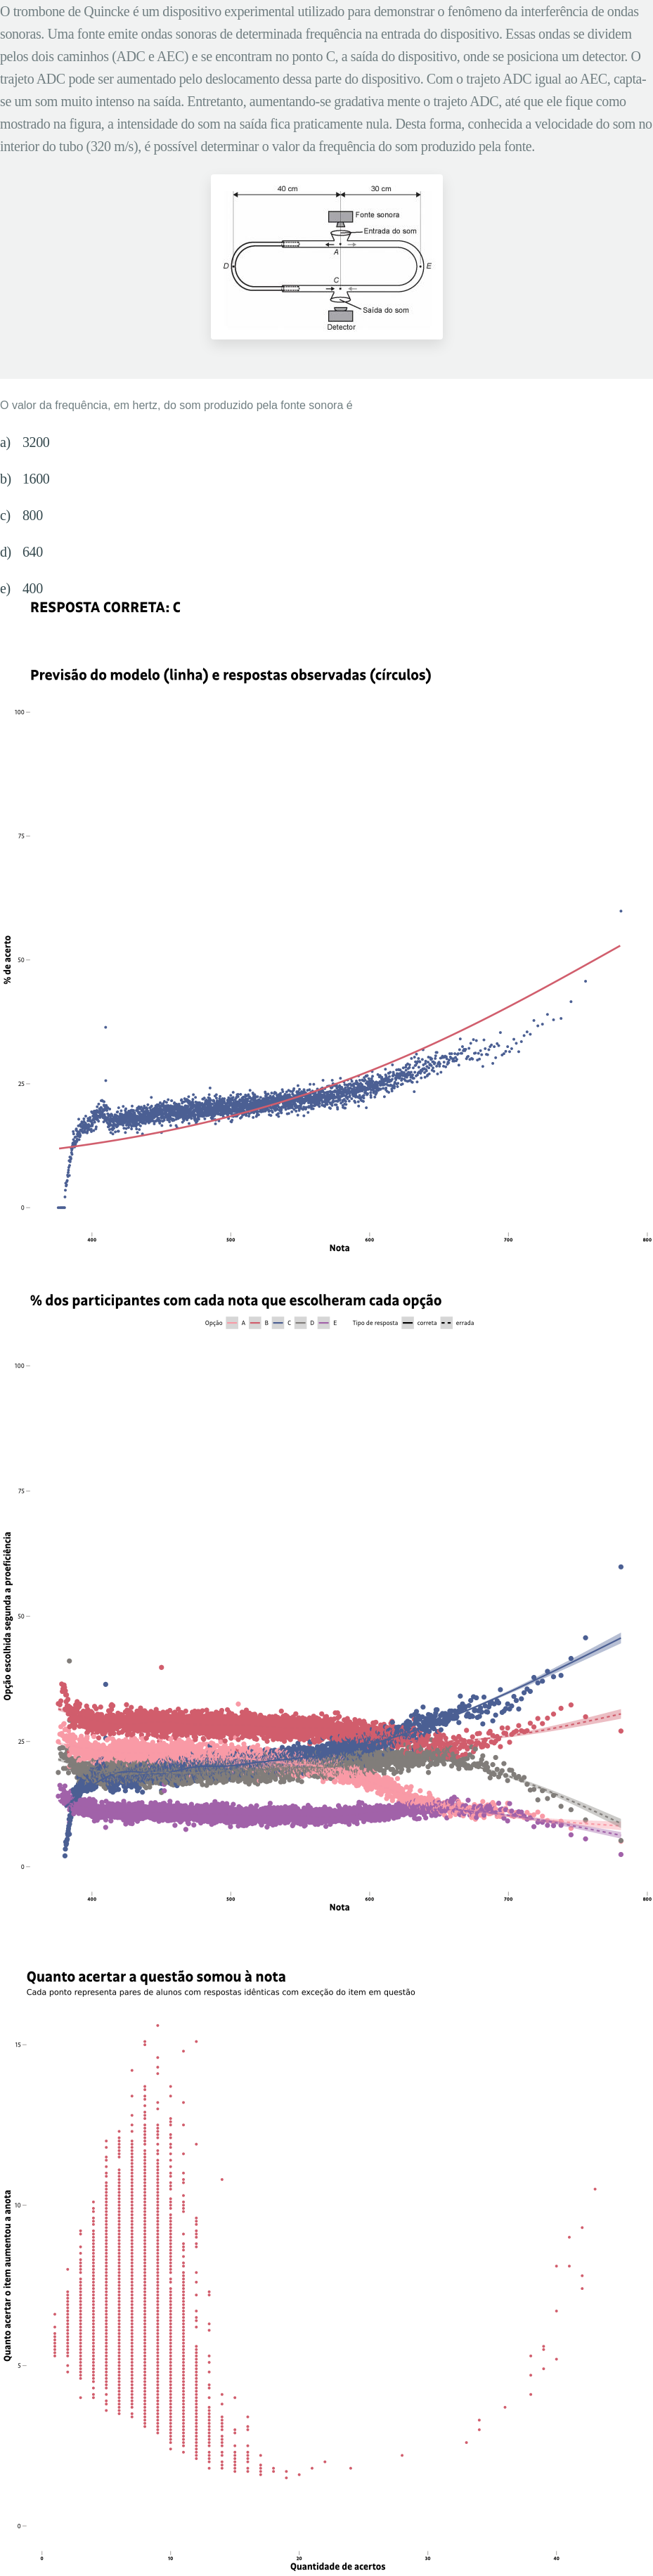 O trombone de Quincke é um dispositivo experimental utilizado para demonstrar o fenômeno da interferência de ondas
sonoras. Uma fonte emite ondas sonoras de determinada frequência na entrada do dispositivo. Essas ondas se dividem
pelos dois caminhos (ADC e AEC) e se encontram no ponto C, a saída do dispositivo, onde se posiciona um detector. O
trajeto ADC pode ser aumentado pelo deslocamento dessa parte do dispositivo. Com o trajeto ADC igual ao AEC, capta-
se um som muito intenso na saída. Entretanto, aumentando-se gradativa mente o trajeto ADC, até que ele fique como
mostrado na figura, a intensidade do som na saída fica praticamente nula. Desta forma, conhecida a velocidade do som no
interior do tubo (320 m/s), é possível determinar o valor da frequência do som produzido pela fonte.
40 cm 30 cm
Fonte sonora
Entrada do som
A
D E
C
Saída do som
Detector
O valor da frequência, em hertz, do som produzido pela fonte sonora é
a) 3200
b) 1600
c) 800
d) 640
e) 400
RESPOSTA CORRETA: C
Previsão do modelo (linha) e respostas observadas (círculos)
100
75
50
25
0
% de acerto
400 500 600 700 800
Nota
% dos participantes com cada nota que escolheram cada opção
Opção A B C D E Tipo de resposta correta errada
100
75
50
25
0
Opção escolhida segunda a proeficiência
400 500 600 700 800
Nota
Quanto acertar a questão somou à nota
Cada ponto representa pares de alunos com respostas idênticas com exceção do item em questão
15
10
5
0
Quanto acertar o item aumentou a anota
0 10 20 30 40
Quantidade de acertos